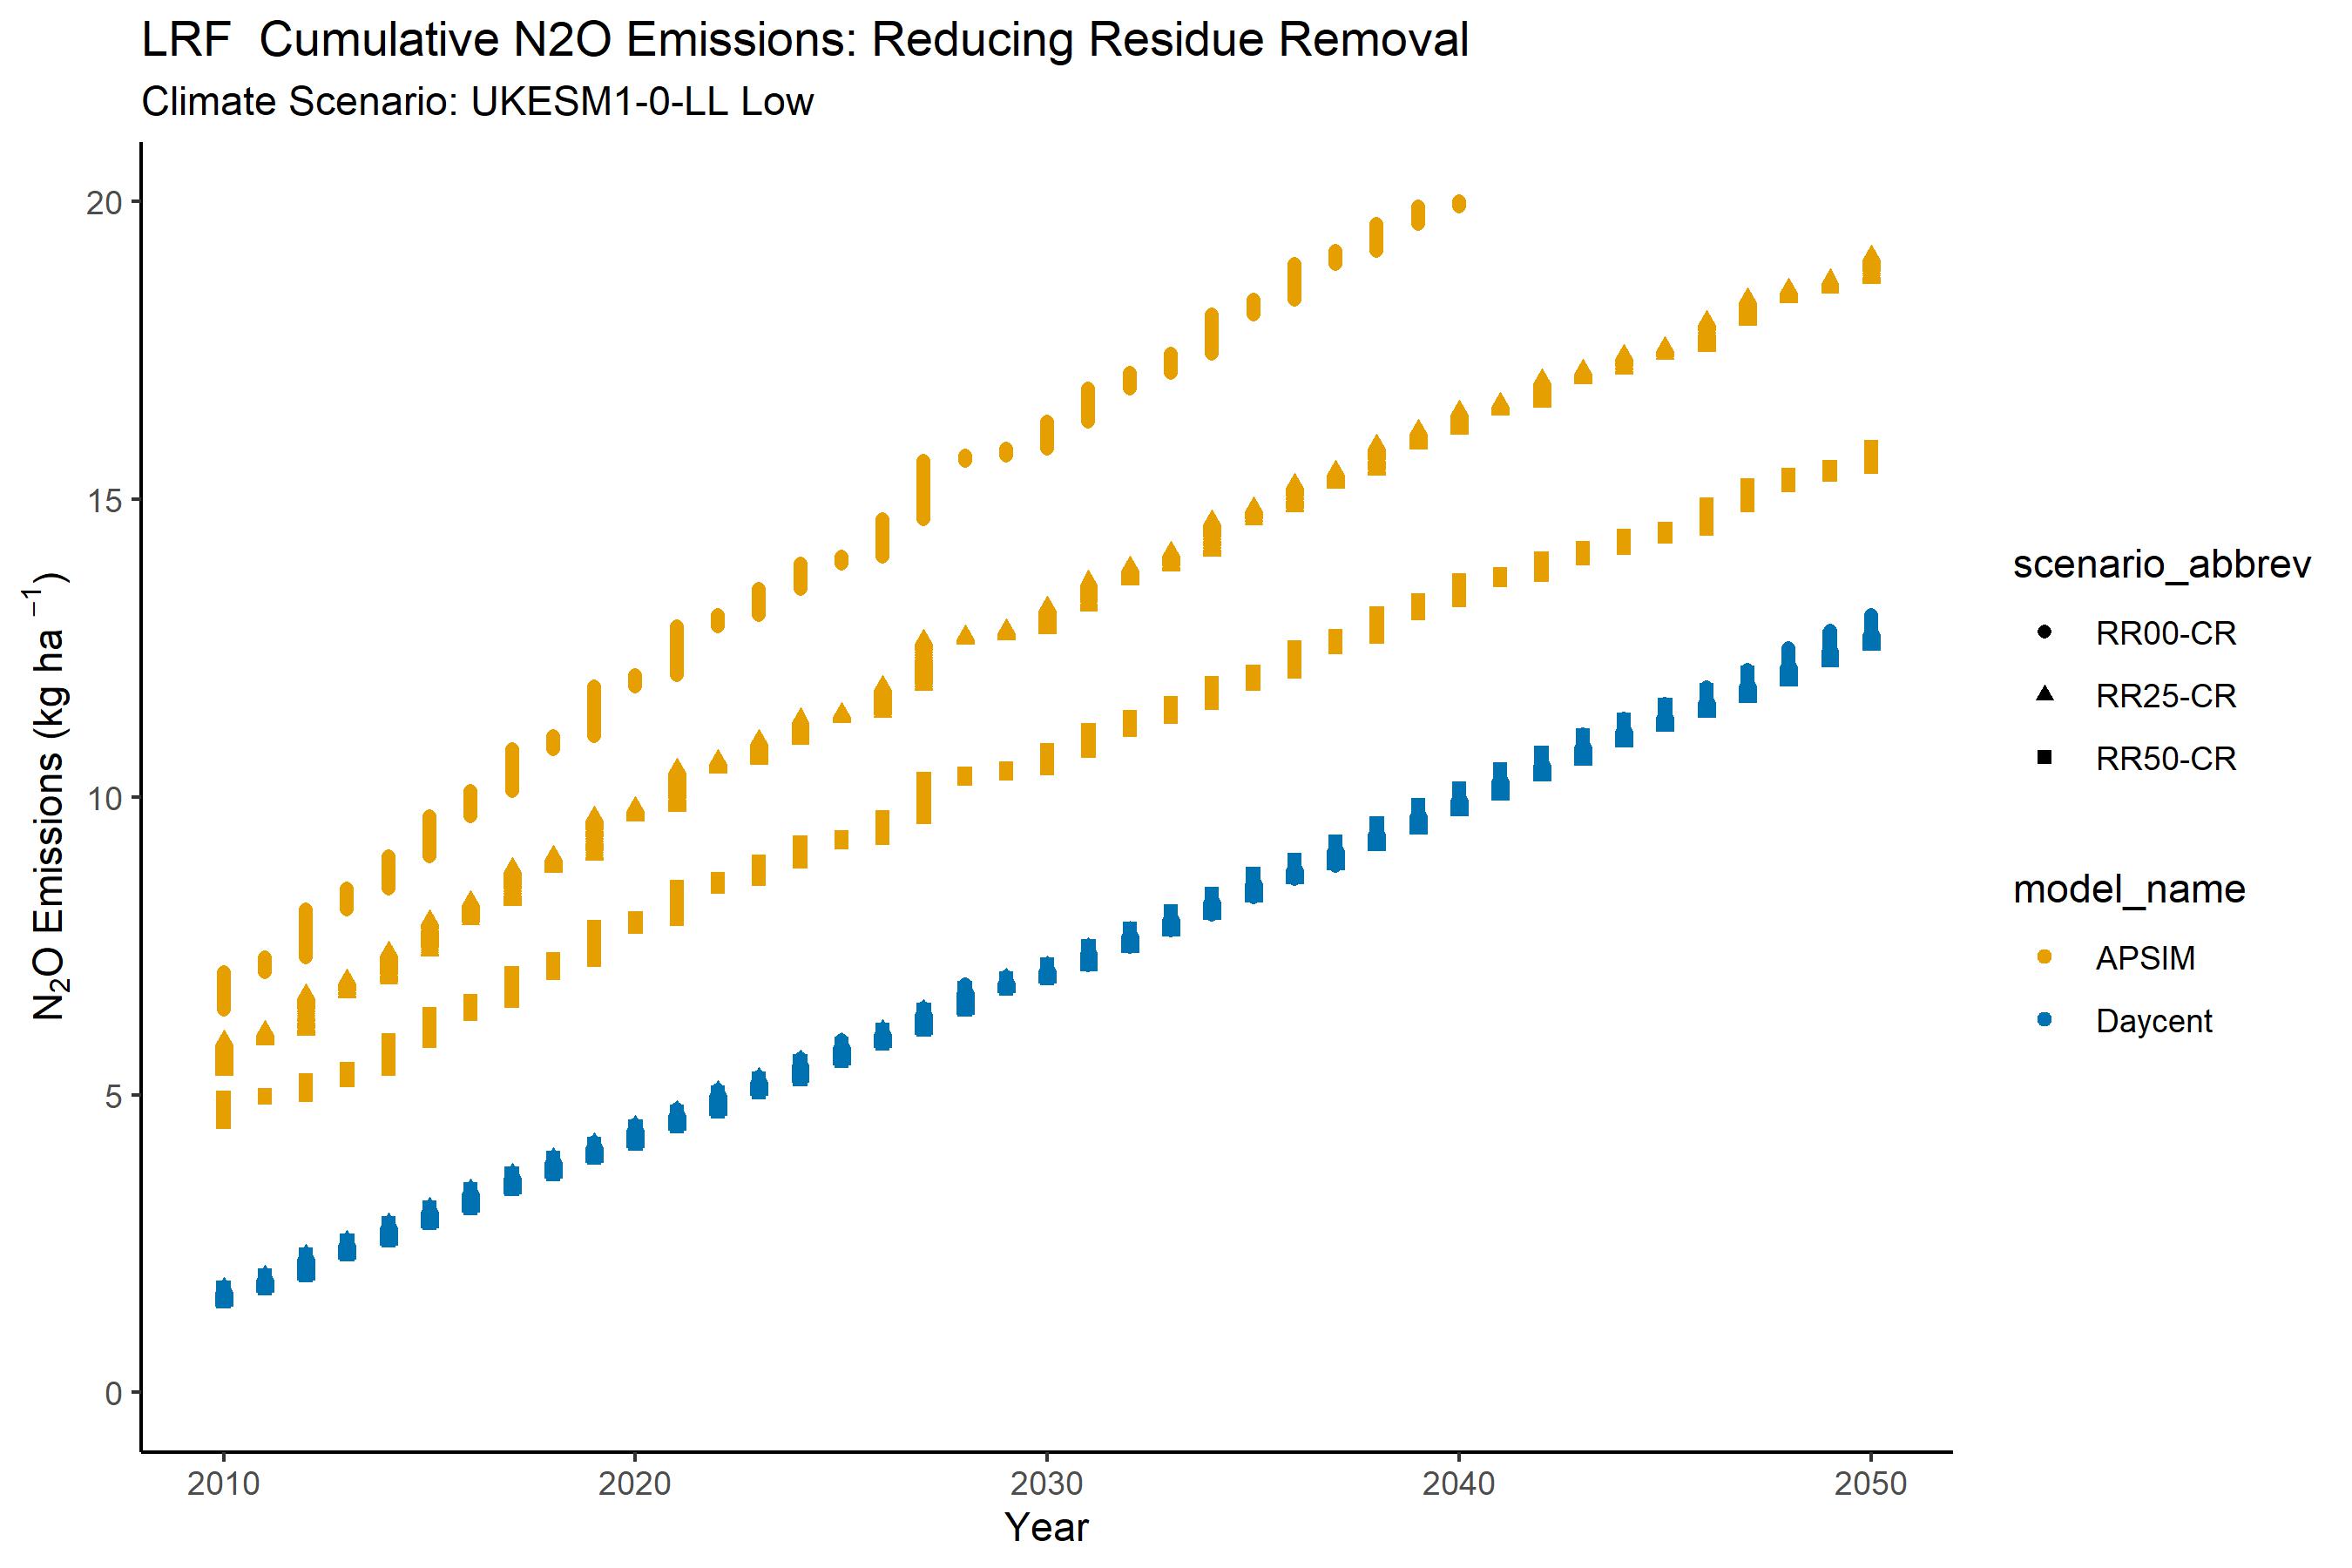 LRF  Cumulative N2O Emissions: Reducing Residue Removal
Climate Scenario: UKESM1-0-LL Low
N₂O Emissions (kg ha ⁻¹)
20
15
10
5
0
2010 2020 2030 2040 2050
Year
scenario_abbrev
RR00-CR
RR25-CR
RR50-CR
model_name
APSIM
Daycent